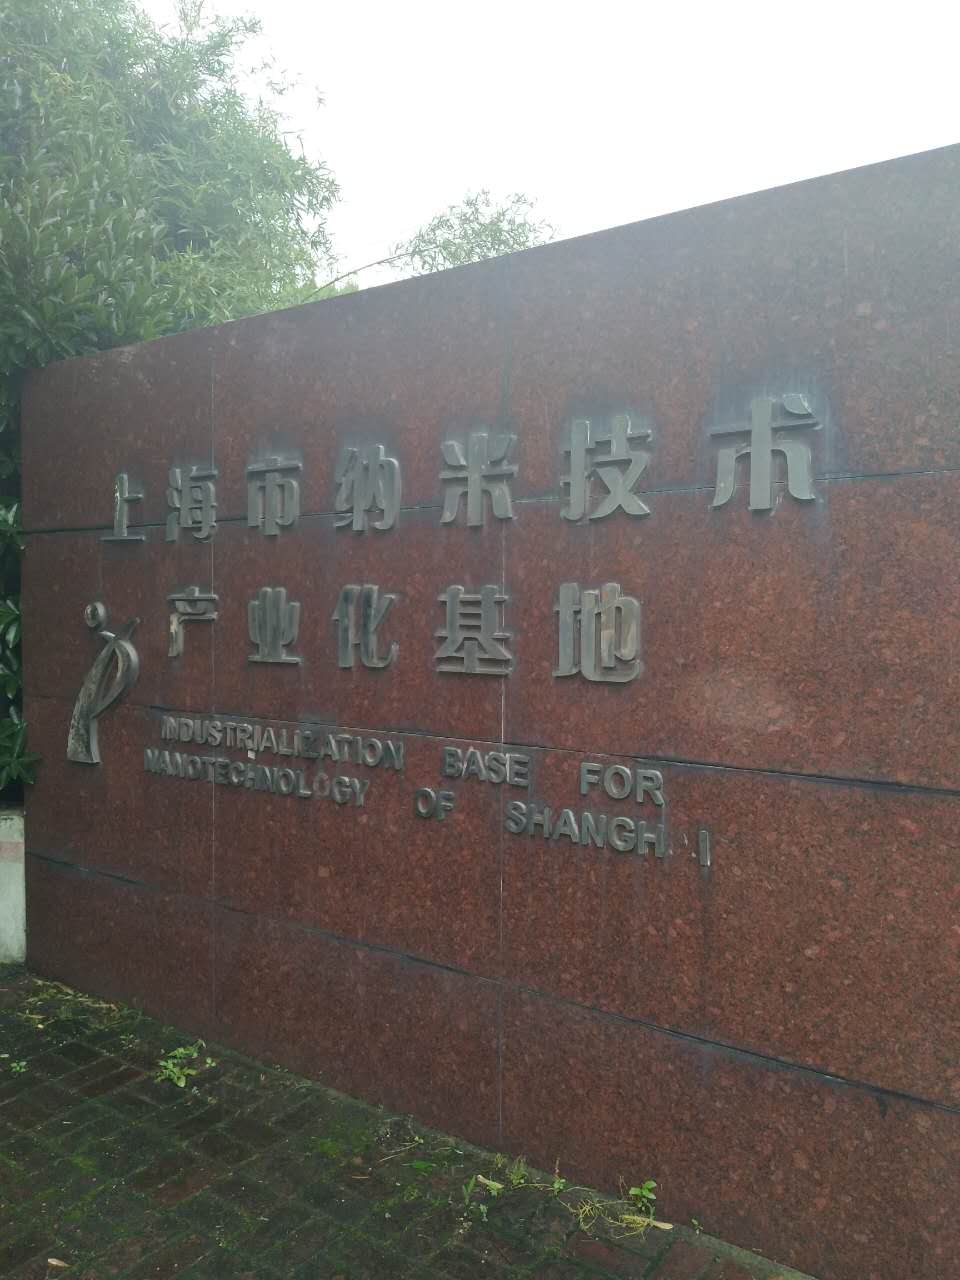 上海市纳米技术
产业化基地
INDUSTRIALIZATION BASE FOR
NANOTECHNOLOGY OF SHANGH I